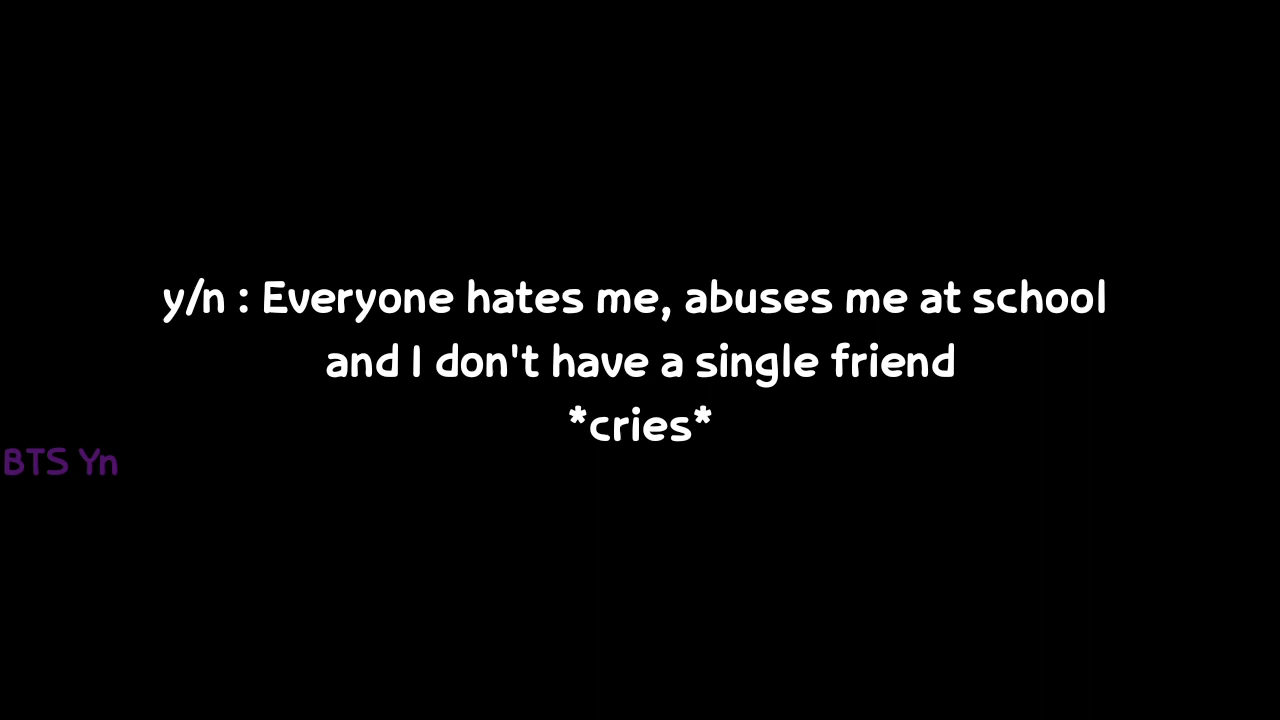 y/n : Everyone hates me, abuses me at school
and I don't have a single friend
*cries*
BTS Yn